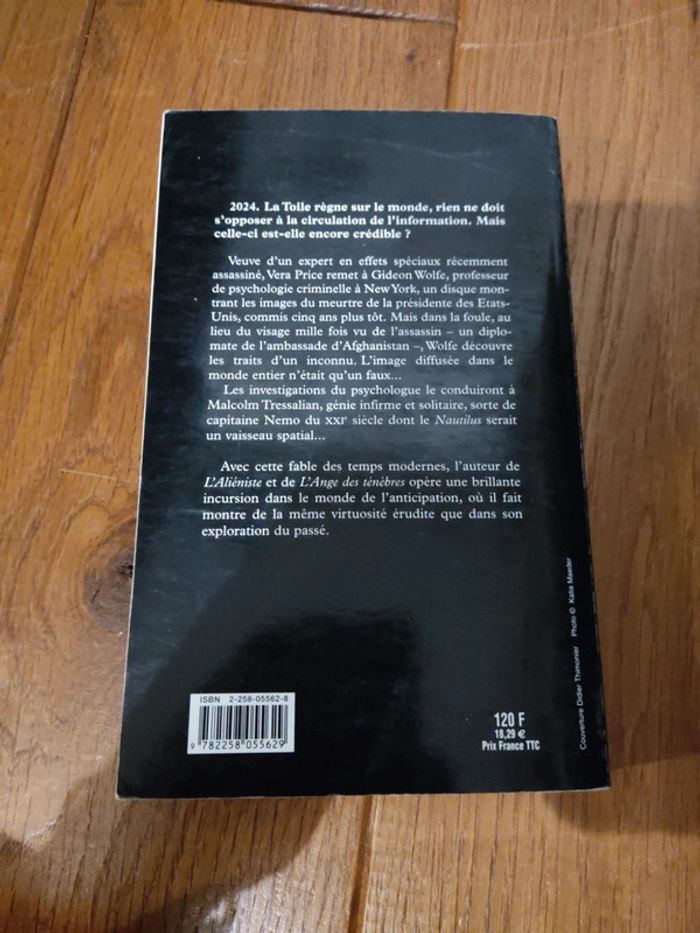 2024. La Toile règne sur le monde, rien ne doit
s'opposer à la circulation de l'information. Mais
celle-ci est-elle encore crédible ?
Veuve d'un expert en effets spéciaux récemment
assassiné, Vera Price remet à Gideon Wolfe, professeur
de psychologie criminelle à New York, un disque mon-
trant les images du meurtre de la présidente des Etats-
Unis, commis cinq ans plus tôt. Mais dans la foule, au
lieu du visage mille fois vu de l'assassin – un diplo-
mate de l'ambassade d'Afghanistan –, Wolfe découvre
les traits d'un inconnu. L'image diffusée dans le
monde entier n'était qu'un faux...
Les investigations du psychologue le conduiront à
Malcolm Tressalian, génie infirme et solitaire, sorte de
capitaine Nemo du XXIe siècle dont le Nautilus serait
un vaisseau spatial...
Avec cette fable des temps modernes, l'auteur de
L'Aliéniste et de L'Ange des ténèbres opère une brillante
incursion dans le monde de l'anticipation, où il fait
montre de la même virtuosité érudite que dans son
exploration du passé.
ISBN 2-258-05562-8
9 782258 055629
120 F
18,29 €
Prix France TTC
Couverture Didier Thimonier Photo © Katia Maeder